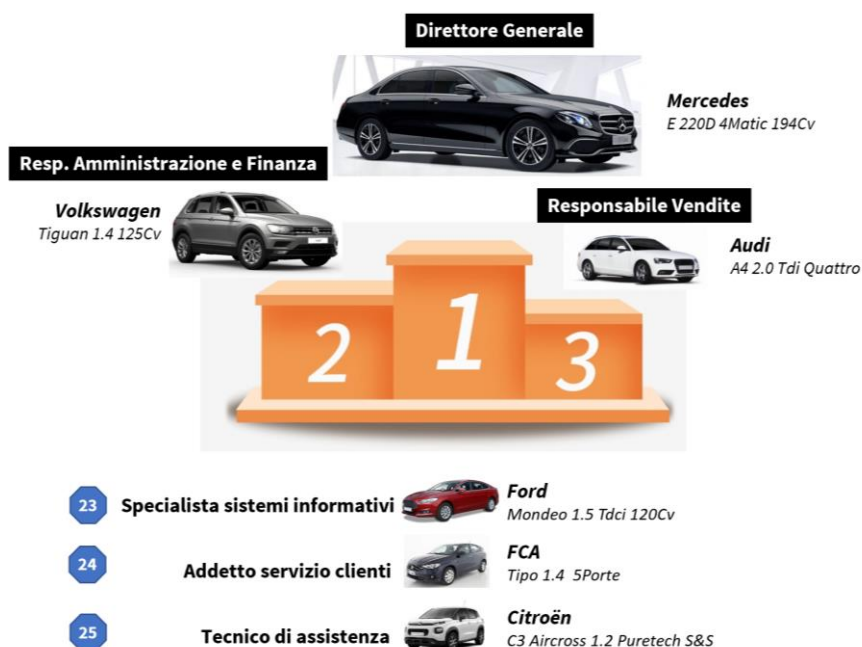 Direttore Generale
Mercedes
E 220D 4Matic 194Cv
Resp. Amministrazione e Finanza
Volkswagen
Tiguan 1.4 125Cv
Responsabile Vendite
Audi
A4 2.0 Tdi Quattro
2
1
3
23
Specialista sistemi informativi
Ford
Mondeo 1.5 Tdci 120Cv
24
Addetto servizio clienti
FCA
Tipo 1.4 5Porte
25
Tecnico di assistenza
Citroën
C3 Aircross 1.2 Puretech S&S